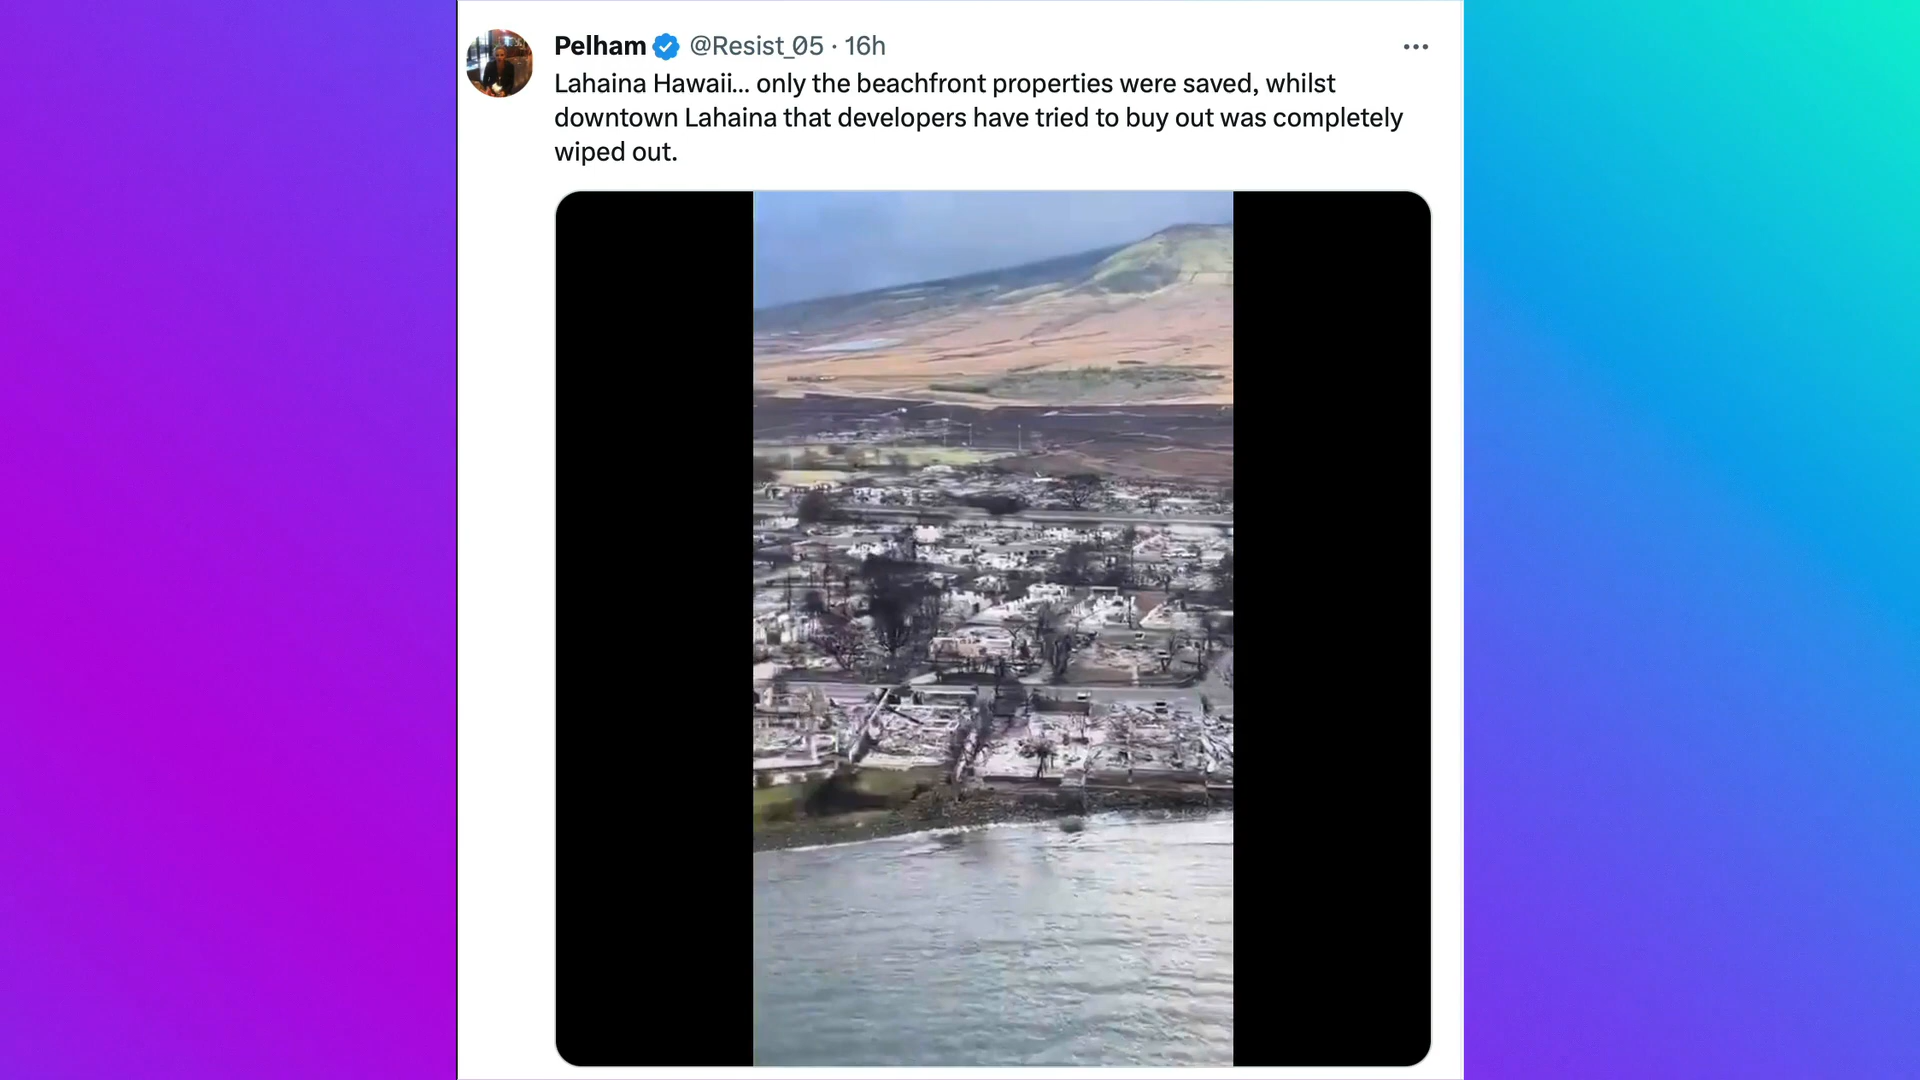 Pelham @Resist_05 · 16h
Lahaina Hawaii... only the beachfront properties were saved, whilst
downtown Lahaina that developers have tried to buy out was completely
wiped out.